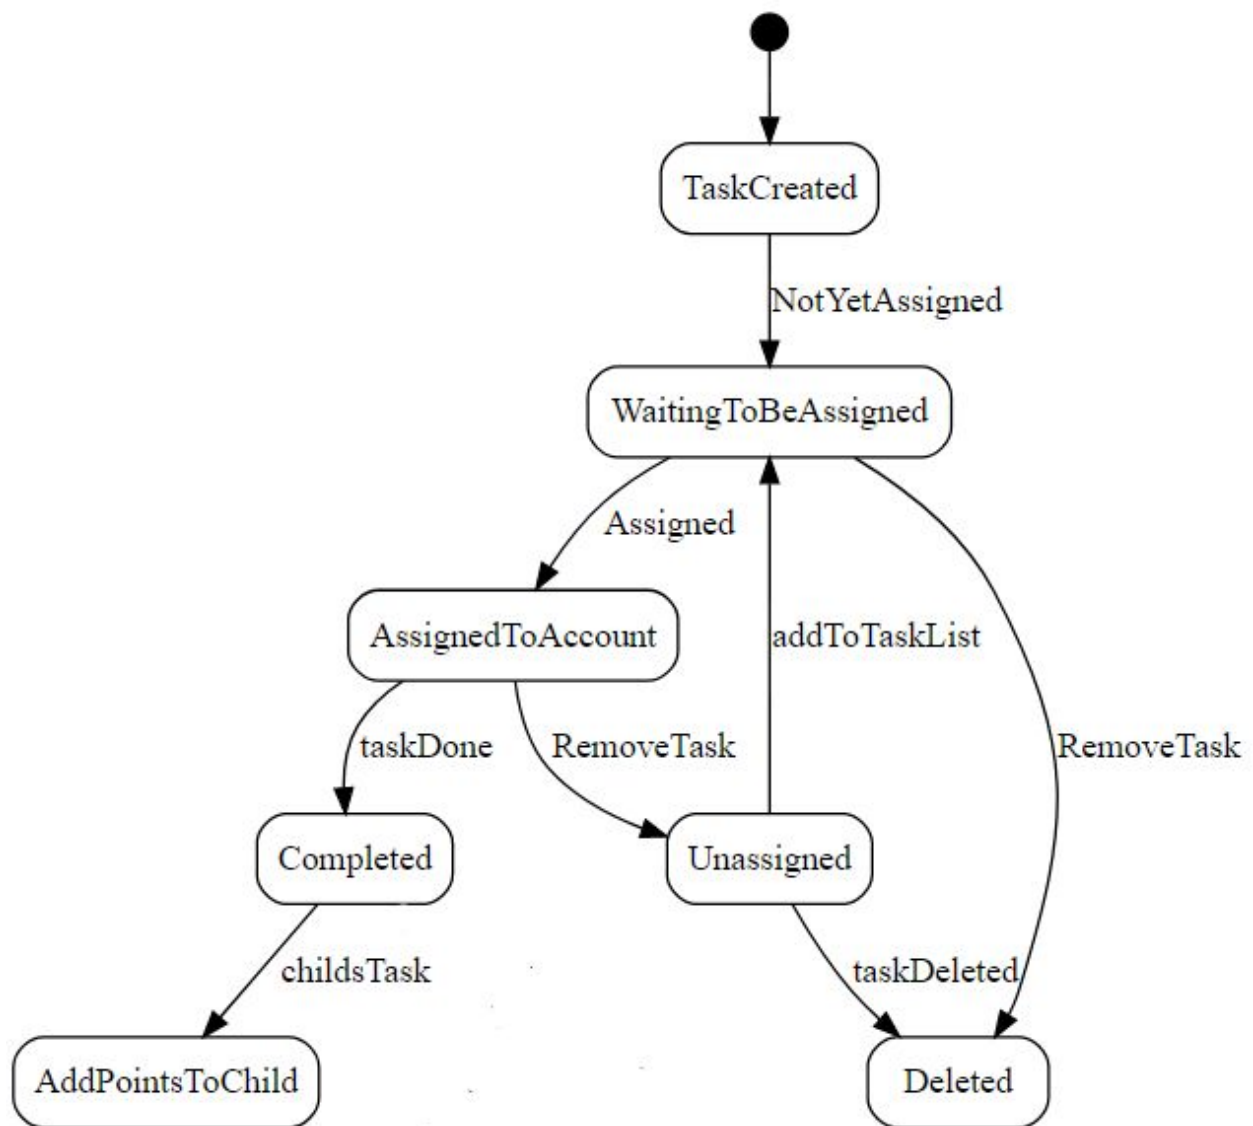 TaskCreated
NotYetAssigned
WaitingToBeAssigned
Assigned
AssignedToAccount
addToTaskList
taskDone
RemoveTask
RemoveTask
Completed
Unassigned
childsTask
taskDeleted
AddPointsToChild
Deleted